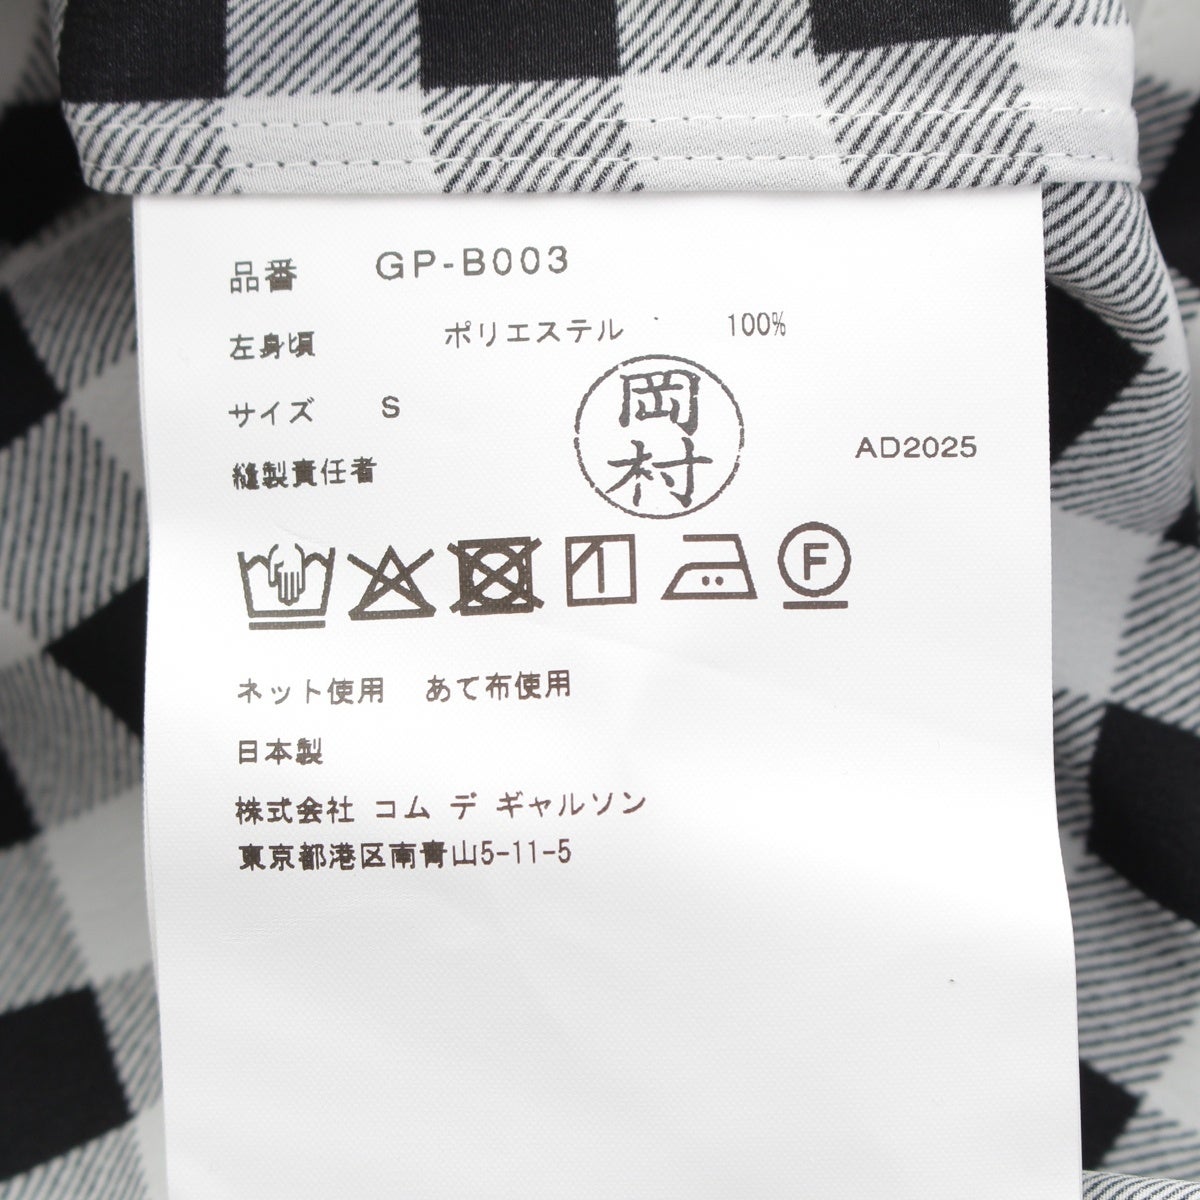 品番 GP-B003
左身頃 ポリエステル 100%
サイズ S
岡
村
AD2025
縫製責任者
F
ネット使用 あて布使用
日本製
株式会社 コム デ ギャルソン
東京都港区南青山5-11-5